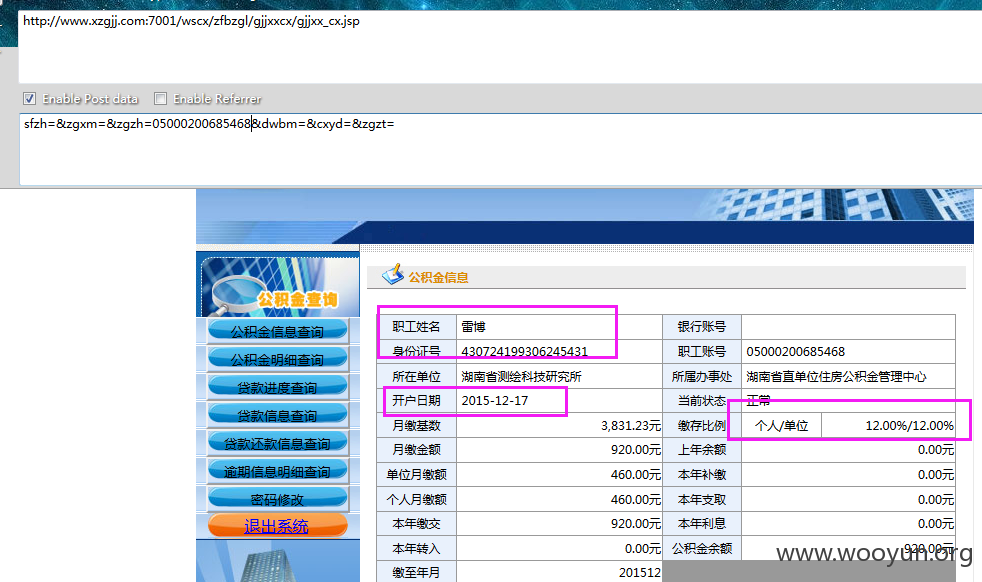 http://www.xzgjj.com:7001/wscx/zfbzgl/gjjxxcx/gjjxx_cx.jsp
Enable Post data Enable Referrer
sfzh=&zgxm=&zgzh=05000200685468&dwbm=&cxyd=&zgzt=
公积金查询
公积金信息查询
公积金明细查询
贷款进度查询
贷款信息查询
贷款还款信息查询
逾期信息明细查询
密码修改
退出系统
公积金信息
职工姓名 雷博 银行账号
身份证号 430724199306245431 职工账号 05000200685468
所在单位 湖南省测绘科技研究所 所属办事处 湖南省直单位住房公积金管理中心
开户日期 2015-12-17 当前状态 正常
月缴基数 3,831.23元 缴存比例 个人/单位 12.00%/12.00%
月缴金额 920.00元 上年余额 0.00元
单位月缴额 460.00元 本年补缴 0.00元
个人月缴额 460.00元 本年支取 0.00元
本年缴交 920.00元 本年利息 0.00元
本年转入 0.00元 公积金余额 920.00元
缴至年月 201512
www.wooyun.org